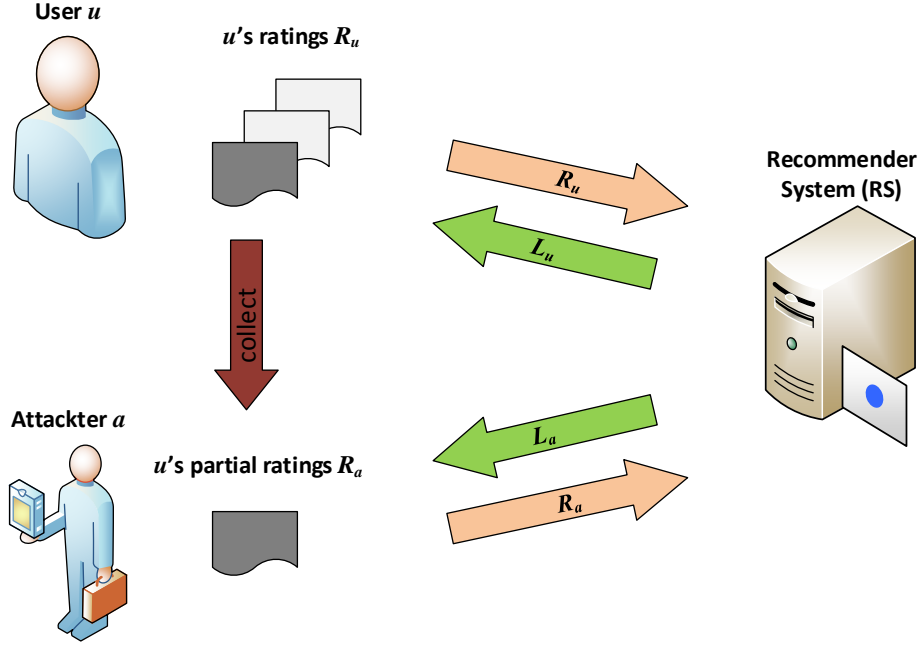 User u
u's ratings Rᵤ
Recommender
System (RS)
Rᵤ
Lᵤ
collect
Attackter a
u's partial ratings Rₐ
Lₐ
Rₐ